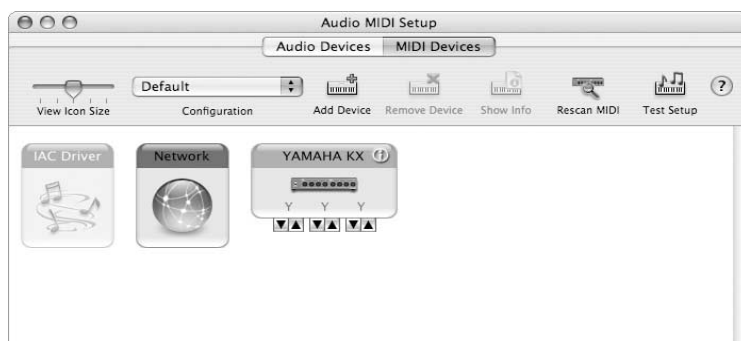 Audio MIDI Setup
Audio Devices MIDI Devices
Default
View Icon Size Configuration Add Device Remove Device Show Info Rescan MIDI Test Setup ?
IAC Driver Network YAMAHA KX i
Y Y Y